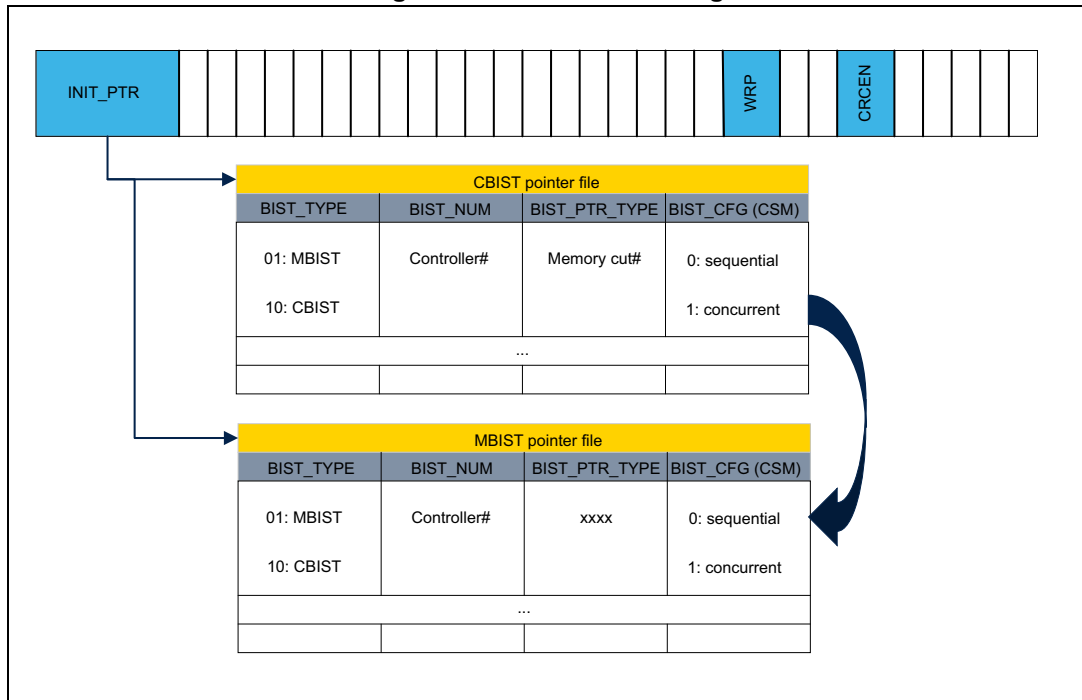 INIT_PTR
WRP
CRCEN
CBIST pointer file
BIST_TYPE BIST_NUM BIST_PTR_TYPE BIST_CFG (CSM)
01: MBIST Controller# Memory cut# 0: sequential
10: CBIST 1: concurrent
...
MBIST pointer file
BIST_TYPE BIST_NUM BIST_PTR_TYPE BIST_CFG (CSM)
01: MBIST Controller# xxxx 0: sequential
10: CBIST 1: concurrent
...